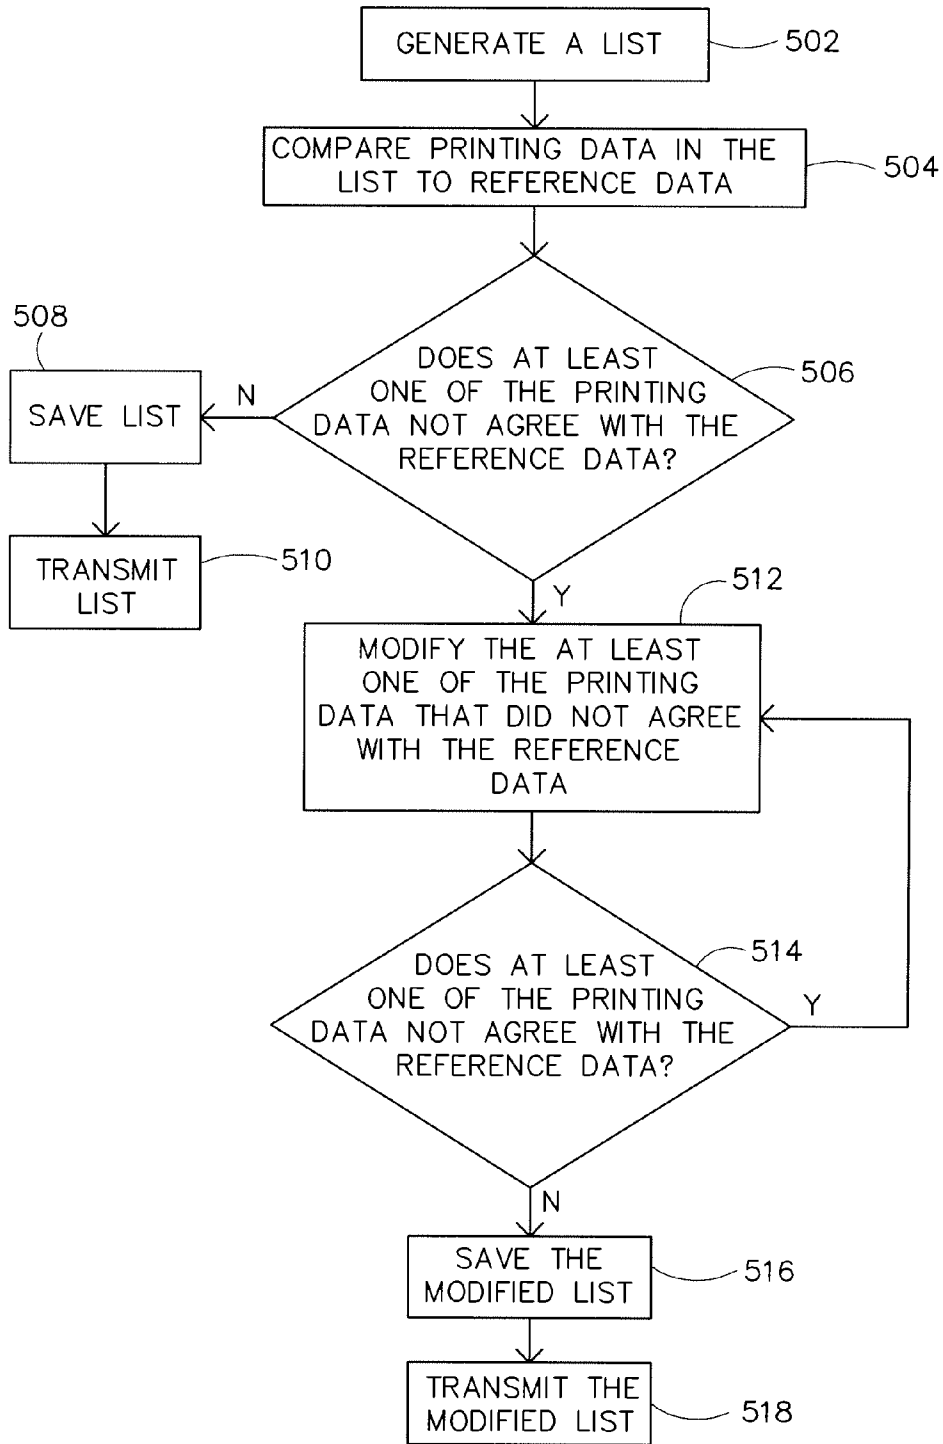 GENERATE A LIST
502
COMPARE PRINTING DATA IN THE
LIST TO REFERENCE DATA
504
508
DOES AT LEAST
ONE OF THE PRINTING
DATA NOT AGREE WITH THE
REFERENCE DATA?
506
N
SAVE LIST
TRANSMIT
LIST
510
Y
512
MODIFY THE AT LEAST
ONE OF THE PRINTING
DATA THAT DID NOT AGREE
WITH THE REFERENCE
DATA
DOES AT LEAST
ONE OF THE PRINTING
DATA NOT AGREE WITH THE
REFERENCE DATA?
514
Y
N
SAVE THE
MODIFIED LIST
516
TRANSMIT THE
MODIFIED LIST
518